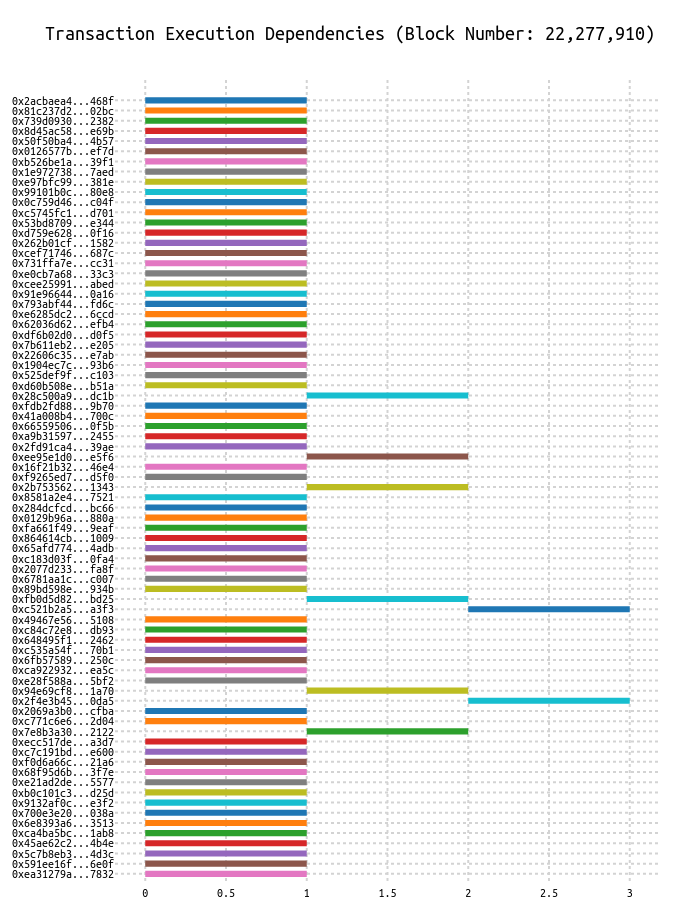 Transaction Execution Dependencies (Block Number: 22,277,910)
0x2acbaea4...468f
0x81c237d2...02bc
0x739d0930...2382
0x8d45ac58...e69b
0x50f50ba4...4b57
0x0126577b...ef7d
0xb526be1a...39f1
0x1e972738...7aed
0xe97bfc99...381e
0x99101b0c...80e8
0x0c759d46...c04f
0xc5745fc1...d701
0x53bd8709...e344
0xd759e628...0f16
0x262b01cf...1582
0xcef71746...687c
0x731ffa7e...cc31
0xe0cb7a68...33c3
0xcee25991...abed
0x91e96644...0a16
0x793abf44...fd6c
0xe6285dc2...6ccd
0x62036d62...efb4
0xdf6b02d0...d0f5
0x7b611eb2...e205
0x22606c35...e7ab
0x1904ec7c...93b6
0x525def9f...c103
0xd60b508e...b51a
0x28c500a9...dc1b
0xfdb2fd88...9b70
0x41a008b4...700c
0x66559506...0f5b
0xa9b31597...2455
0x2fd91ca4...39ae
0xee95e1d0...e5f6
0x16f21b32...46e4
0xf9265ed7...d5f0
0x2b753562...1343
0x8581a2e4...7521
0x284dcfcd...bc66
0x0129b96a...880a
0xfa661f49...9eaf
0x864614cb...1009
0x65afd774...4adb
0xc183d03f...0fa4
0x2077d233...fa8f
0x6781aa1c...c007
0x89bd598e...934b
0xfb0d5d82...bd25
0xc521b2a5...a3f3
0x49467e56...5108
0xc84c72e8...db93
0x648495f1...2462
0xc535a54f...70b1
0x6fb57589...250c
0xca922932...ea5c
0xe28f588a...5bf2
0x94e69cf8...1a70
0x2f4e3b45...0da5
0x2069a3b0...cfba
0xc771c6e6...2d04
0x7e8b3a30...2122
0xecc517de...a3d7
0xc7c191bd...e600
0xf0d6a66c...21a6
0x68f95d6b...3f7e
0xe21ad2de...5577
0xb0c101c3...d25d
0x9132af0c...e3f2
0x700e3e20...038a
0x6e8393a6...3513
0xca4ba5bc...1ab8
0x45ae62c2...4b4e
0x5c7b8eb3...4d3c
0x591ee16f...6e0f
0xea31279a...7832
0 0.5 1 1.5 2 2.5 3